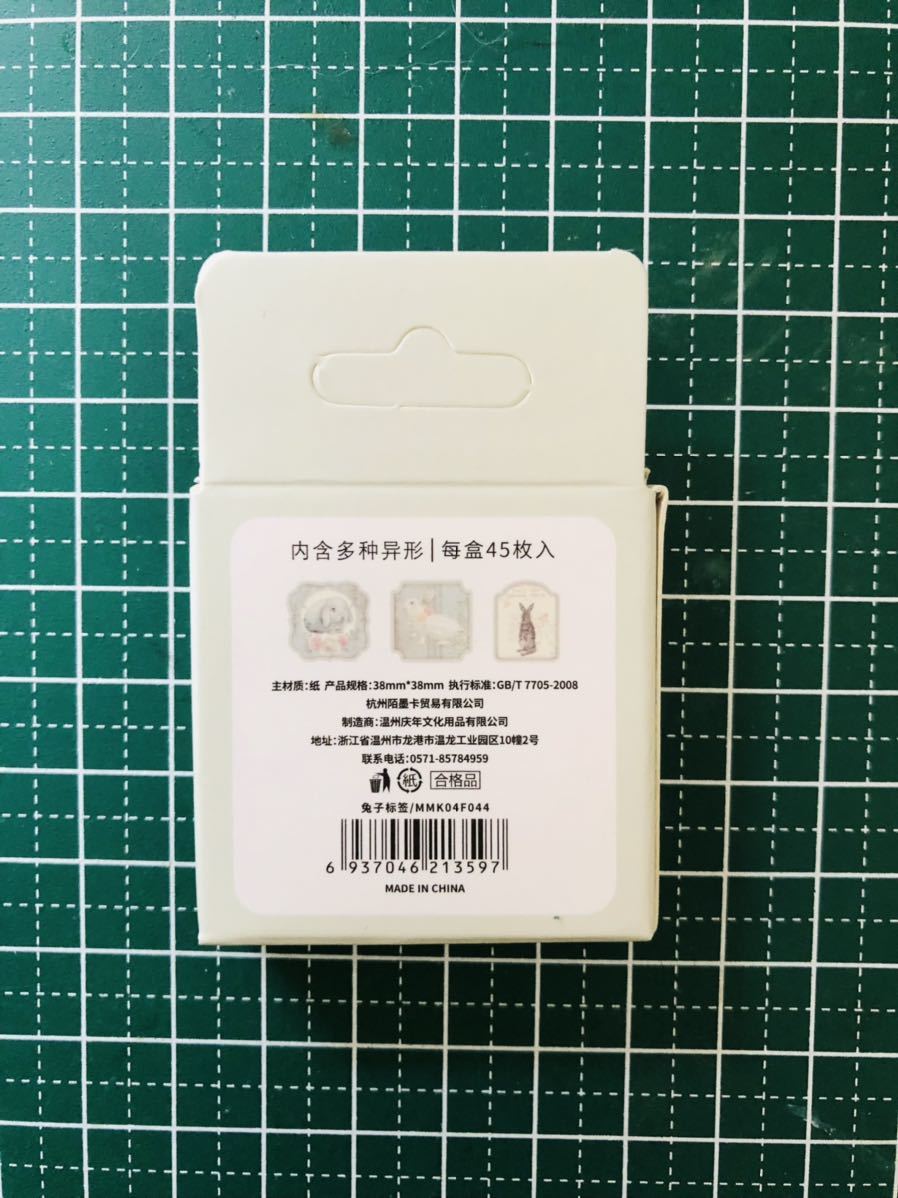 内含多种异形|每盒45枚入
主材质:纸 产品规格:38mm*38mm 执行标准:GB/T 7705-2008
杭州陌墨卡贸易有限公司
制造商:温州庆年文化用品有限公司
地址:浙江省温州市龙港市温龙工业园区10幢2号
联系电话:0571-85784959
紙 合格品
兔子标签/MMK04F044
6 937046 213597
MADE IN CHINA